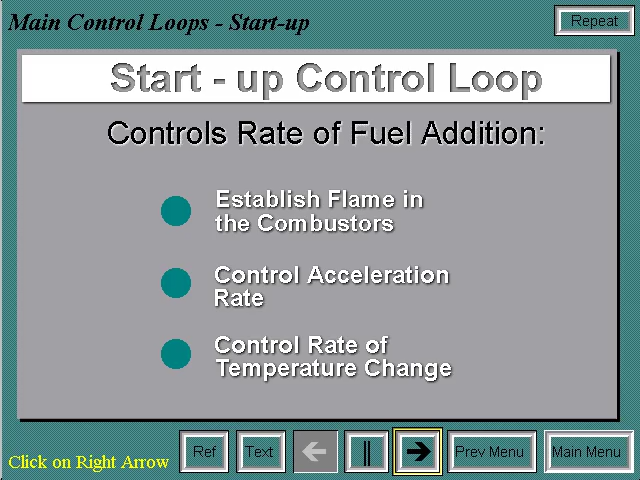 Main Control Loops - Start-up
Repeat
Start - up Control Loop
Controls Rate of Fuel Addition:
Establish Flame in
the Combustors
Control Acceleration
Rate
Control Rate of
Temperature Change
Click on Right Arrow
Ref
Text
Prev Menu
Main Menu